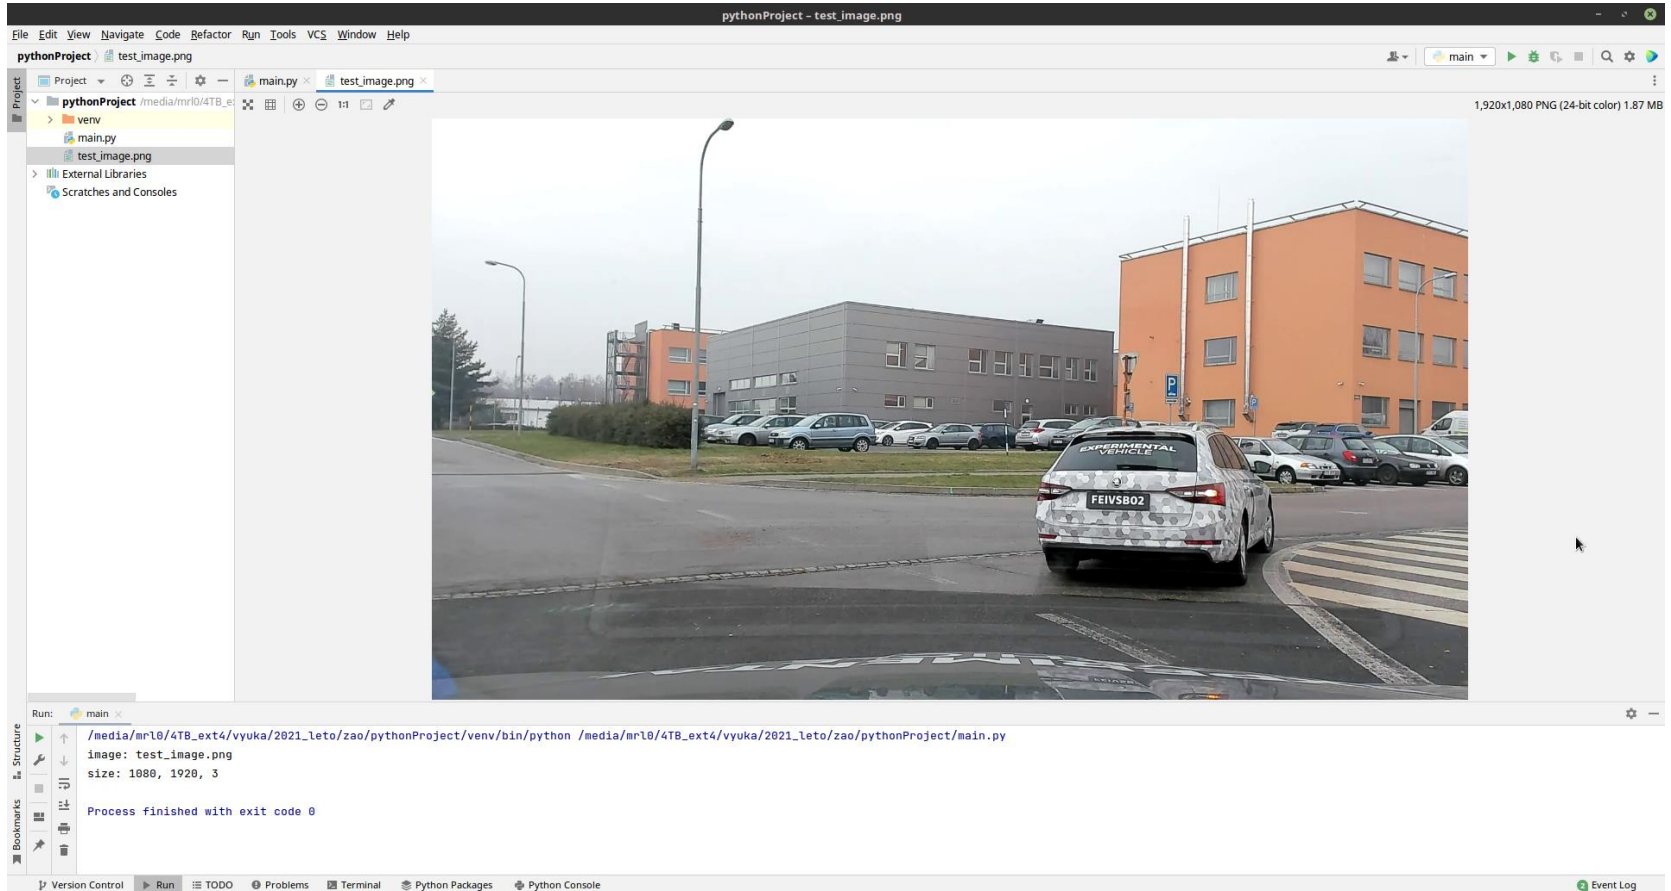 pythonProject – test_image.png
File Edit View Navigate Code Refactor Run Tools VCS Window Help
pythonProject test_image.png
main
Project
main.py
test_image.png
Project
pythonProject /media/mrl0/4TB_e
1:1
1,920x1,080 PNG (24-bit color) 1.87 MB
venv
main.py
test_image.png
External Libraries
Scratches and Consoles
P
EXPERIMENTAL
VEHICLE
FEIVSB02
Run: main
/media/mrl0/4TB_ext4/vyuka/2021_leto/zao/pythonProject/venv/bin/python /media/mrl0/4TB_ext4/vyuka/2021_leto/zao/pythonProject/main.py
image: test_image.png
size: 1080, 1920, 3
Process finished with exit code 0
Structure
Bookmarks
Version Control Run TODO Problems Terminal Python Packages Python Console
2 Event Log